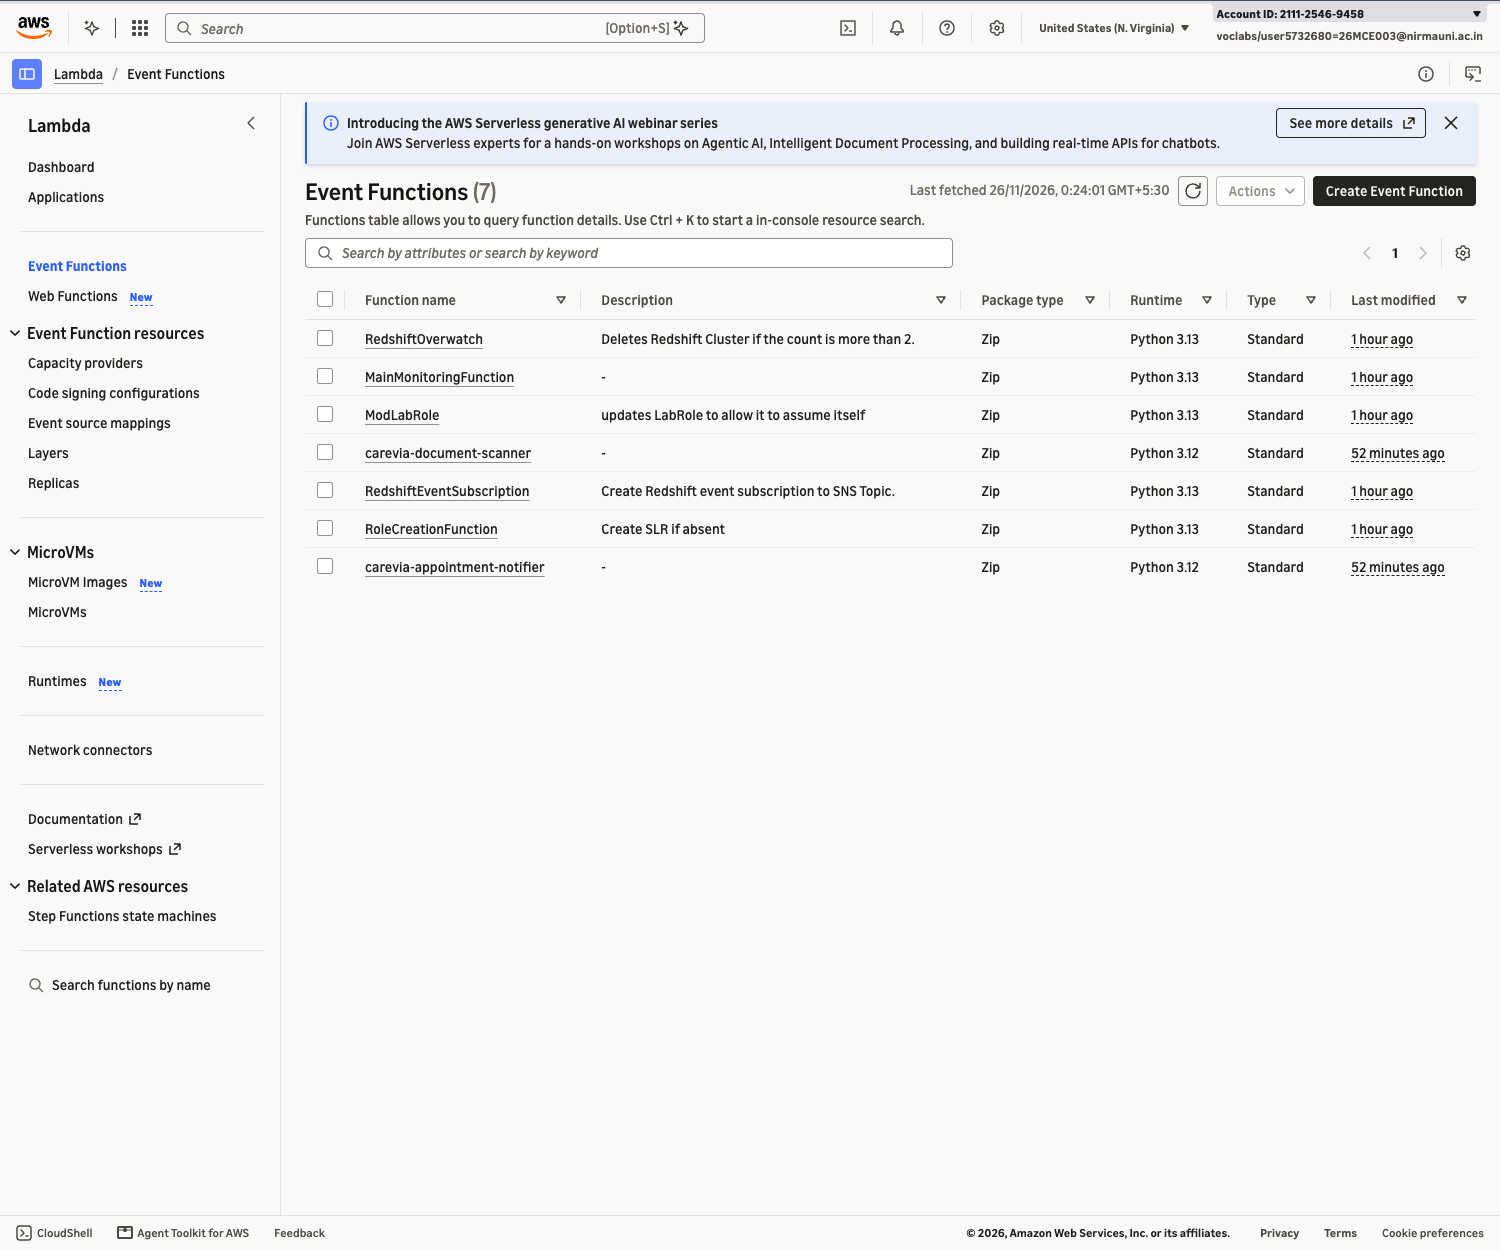 aws
Search [Option+S]
United States (N. Virginia)
Account ID: 2111-2546-9458
voclabs/user5732680=26MCE003@nirmauni.ac.in
Lambda / Event Functions
Lambda
Dashboard
Applications
Event Functions
Web Functions New
Event Function resources
Capacity providers
Code signing configurations
Event source mappings
Layers
Replicas
MicroVMs
MicroVM Images New
MicroVMs
Runtimes New
Network connectors
Documentation
Serverless workshops
Related AWS resources
Step Functions state machines
Search functions by name
Introducing the AWS Serverless generative AI webinar series
Join AWS Serverless experts for a hands-on workshops on Agentic AI, Intelligent Document Processing, and building real-time APIs for chatbots.
See more details
Event Functions (7)
Last fetched 26/11/2026, 0:24:01 GMT+5:30
Actions
Create Event Function
Functions table allows you to query function details. Use Ctrl + K to start a in-console resource search.
Search by attributes or search by keyword
1
Function name Description Package type Runtime Type Last modified
RedshiftOverwatch Deletes Redshift Cluster if the count is more than 2. Zip Python 3.13 Standard 1 hour ago
MainMonitoringFunction - Zip Python 3.13 Standard 1 hour ago
ModLabRole updates LabRole to allow it to assume itself Zip Python 3.13 Standard 1 hour ago
carevia-document-scanner - Zip Python 3.12 Standard 52 minutes ago
RedshiftEventSubscription Create Redshift event subscription to SNS Topic. Zip Python 3.13 Standard 1 hour ago
RoleCreationFunction Create SLR if absent Zip Python 3.13 Standard 1 hour ago
carevia-appointment-notifier - Zip Python 3.12 Standard 52 minutes ago
CloudShell Agent Toolkit for AWS Feedback
© 2026, Amazon Web Services, Inc. or its affiliates. Privacy Terms Cookie preferences